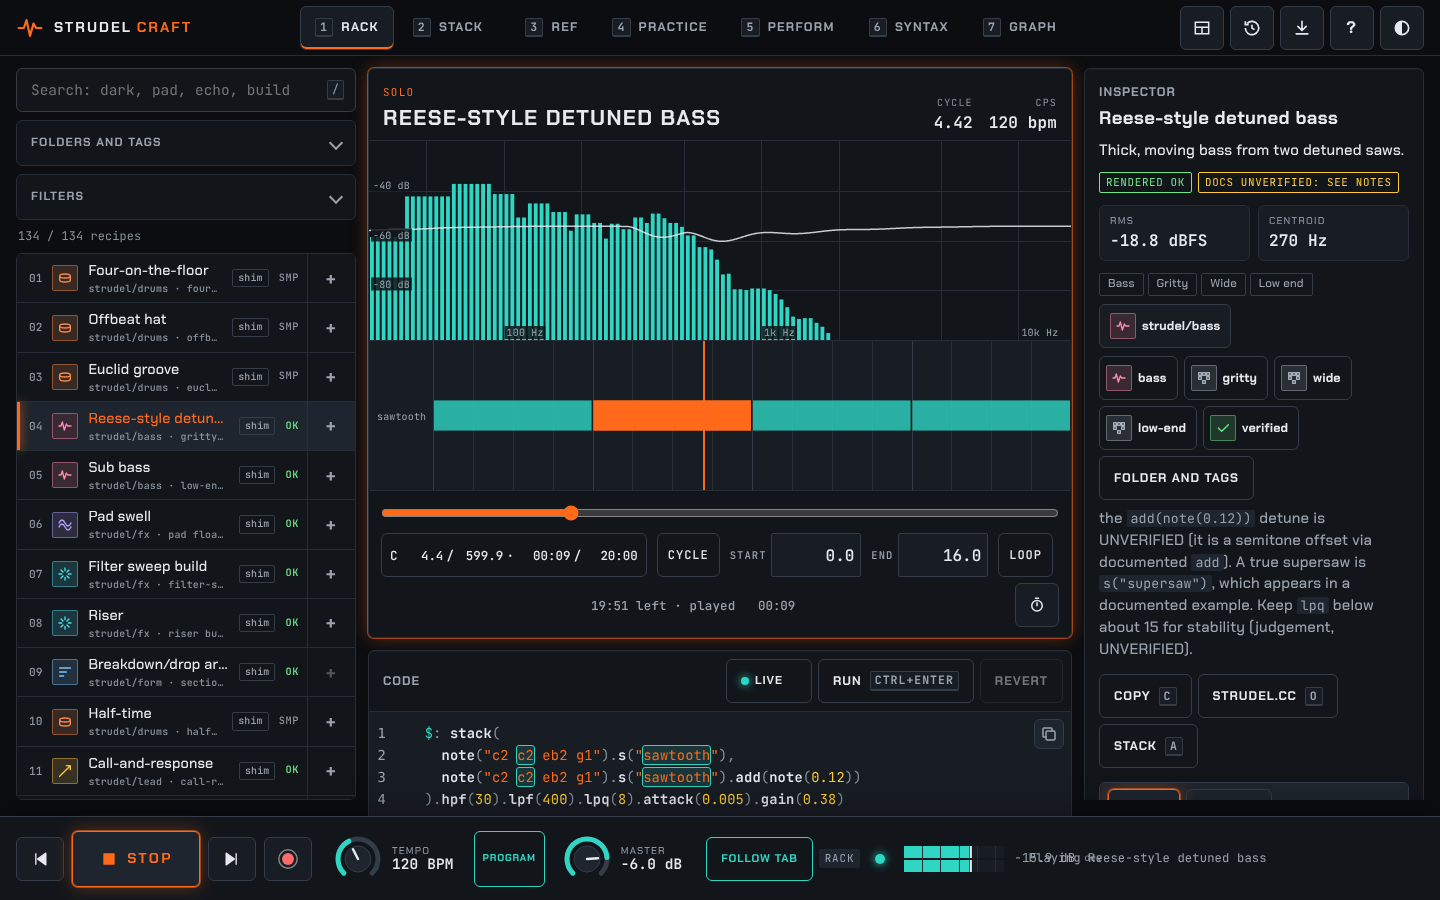 STRUDEL CRAFT
1 RACK
2 STACK
3 REF
4 PRACTICE
5 PERFORM
6 SYNTAX
7 GRAPH
?
Search: dark, pad, echo, build /
FOLDERS AND TAGS
FILTERS
134 / 134 recipes
01 Four-on-the-floor shim SMP +
strudel/drums · four…
02 Offbeat hat shim SMP +
strudel/drums · offb…
03 Euclid groove shim SMP +
strudel/drums · eucl…
04 Reese-style detun… shim OK +
strudel/bass · gritty…
05 Sub bass shim OK +
strudel/bass · low-en…
06 Pad swell shim OK +
strudel/fx · pad floa…
07 Filter sweep build shim OK +
strudel/fx · filter-s…
08 Riser shim OK +
strudel/fx · riser bu…
09 Breakdown/drop ar… shim OK +
strudel/form · sectio…
10 Half-time shim SMP +
strudel/drums · half…
11 Call-and-response shim OK +
strudel/lead · call-r…
SOLO
REESE-STYLE DETUNED BASS
CYCLE
4.42
CPS
120 bpm
-40 dB
-60 dB
-80 dB
100 Hz
1k Hz
10k Hz
sawtooth
C 4.4/ 599.9· 00:09/ 20:00
CYCLE
START 0.0
END 16.0
LOOP
19:51 left · played 00:09
CODE
LIVE
RUN CTRL+ENTER
REVERT
1 $: stack(
2 note("c2 c2 eb2 g1").s("sawtooth"),
3 note("c2 c2 eb2 g1").s("sawtooth").add(note(0.12))
4 ).hpf(30).lpf(400).lpq(8).attack(0.005).gain(0.38)
INSPECTOR
Reese-style detuned bass
Thick, moving bass from two detuned saws.
RENDERED OK
DOCS UNVERIFIED: SEE NOTES
RMS
-18.8 dBFS
CENTROID
270 Hz
Bass
Gritty
Wide
Low end
strudel/bass
bass
gritty
wide
low-end
verified
FOLDER AND TAGS
the add(note(0.12)) detune is
UNVERIFIED (it is a semitone offset via
documented add). A true supersaw is
s("supersaw"), which appears in a
documented example. Keep lpq below
about 15 for stability (judgement,
UNVERIFIED).
COPY C
STRUDEL.CC O
STACK A
STOP
TEMPO
120 BPM
PROGRAM
MASTER
-6.0 dB
FOLLOW TAB
RACK
Reese-style detuned bass